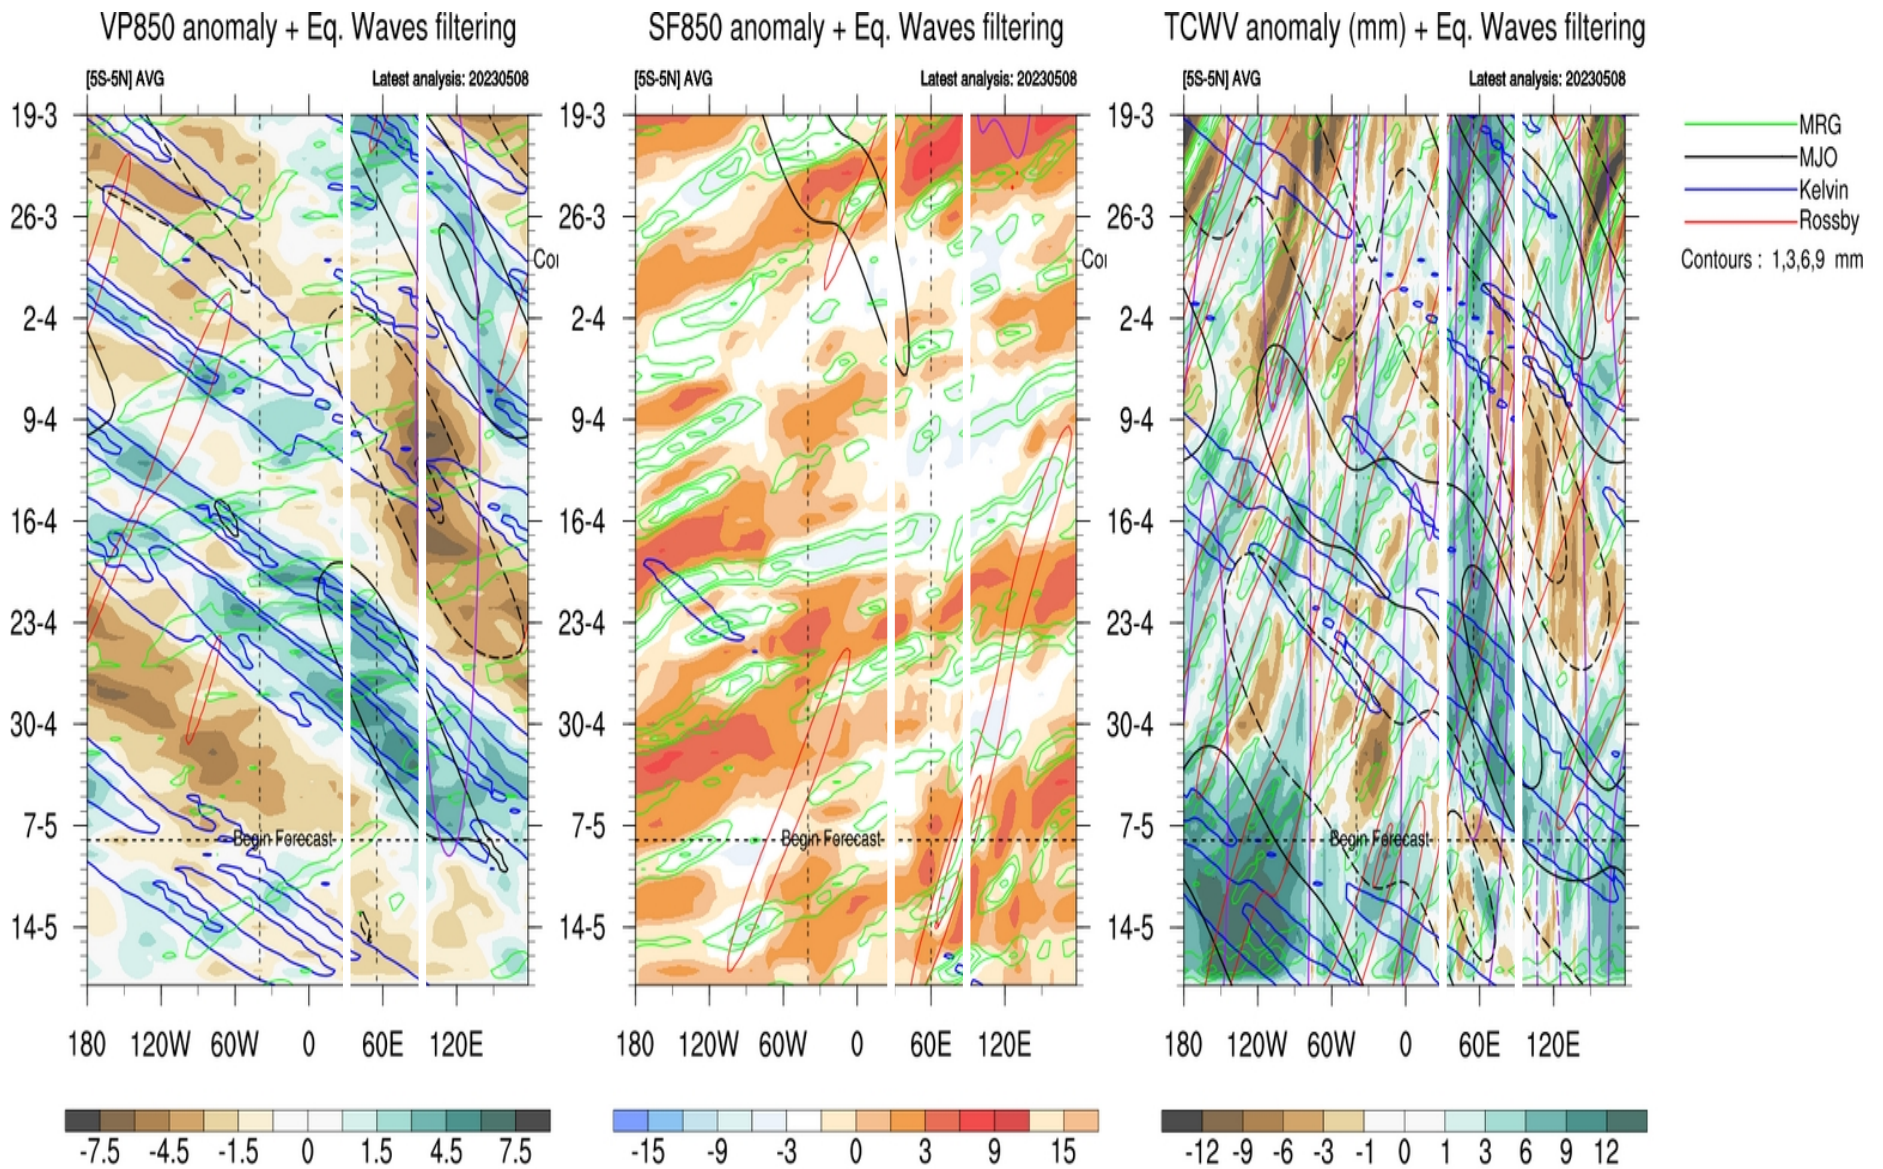 VP850 anomaly + Eq. Waves filtering
[5S-5N] AVG Latest analysis: 20230508
19-3
26-3
Co
2-4
9-4
16-4
23-4
30-4
7-5
Begin Forecast
14-5
180 120W 60W 0 60E 120E
-7.5 -4.5 -1.5 0 1.5 4.5 7.5
SF850 anomaly + Eq. Waves filtering
[5S-5N] AVG Latest analysis: 20230508
19-3
26-3
Co
2-4
9-4
16-4
23-4
30-4
7-5
Begin Forecast
14-5
180 120W 60W 0 60E 120E
-15 -9 -3 0 3 9 15
TCWV anomaly (mm) + Eq. Waves filtering
[5S-5N] AVG Latest analysis: 20230508
19-3
26-3
2-4
9-4
16-4
23-4
30-4
7-5
Begin Forecast
14-5
180 120W 60W 0 60E 120E
-12 -9 -6 -3 -1 0 1 3 6 9 12
MRG
MJO
Kelvin
Rossby
Contours : 1,3,6,9 mm